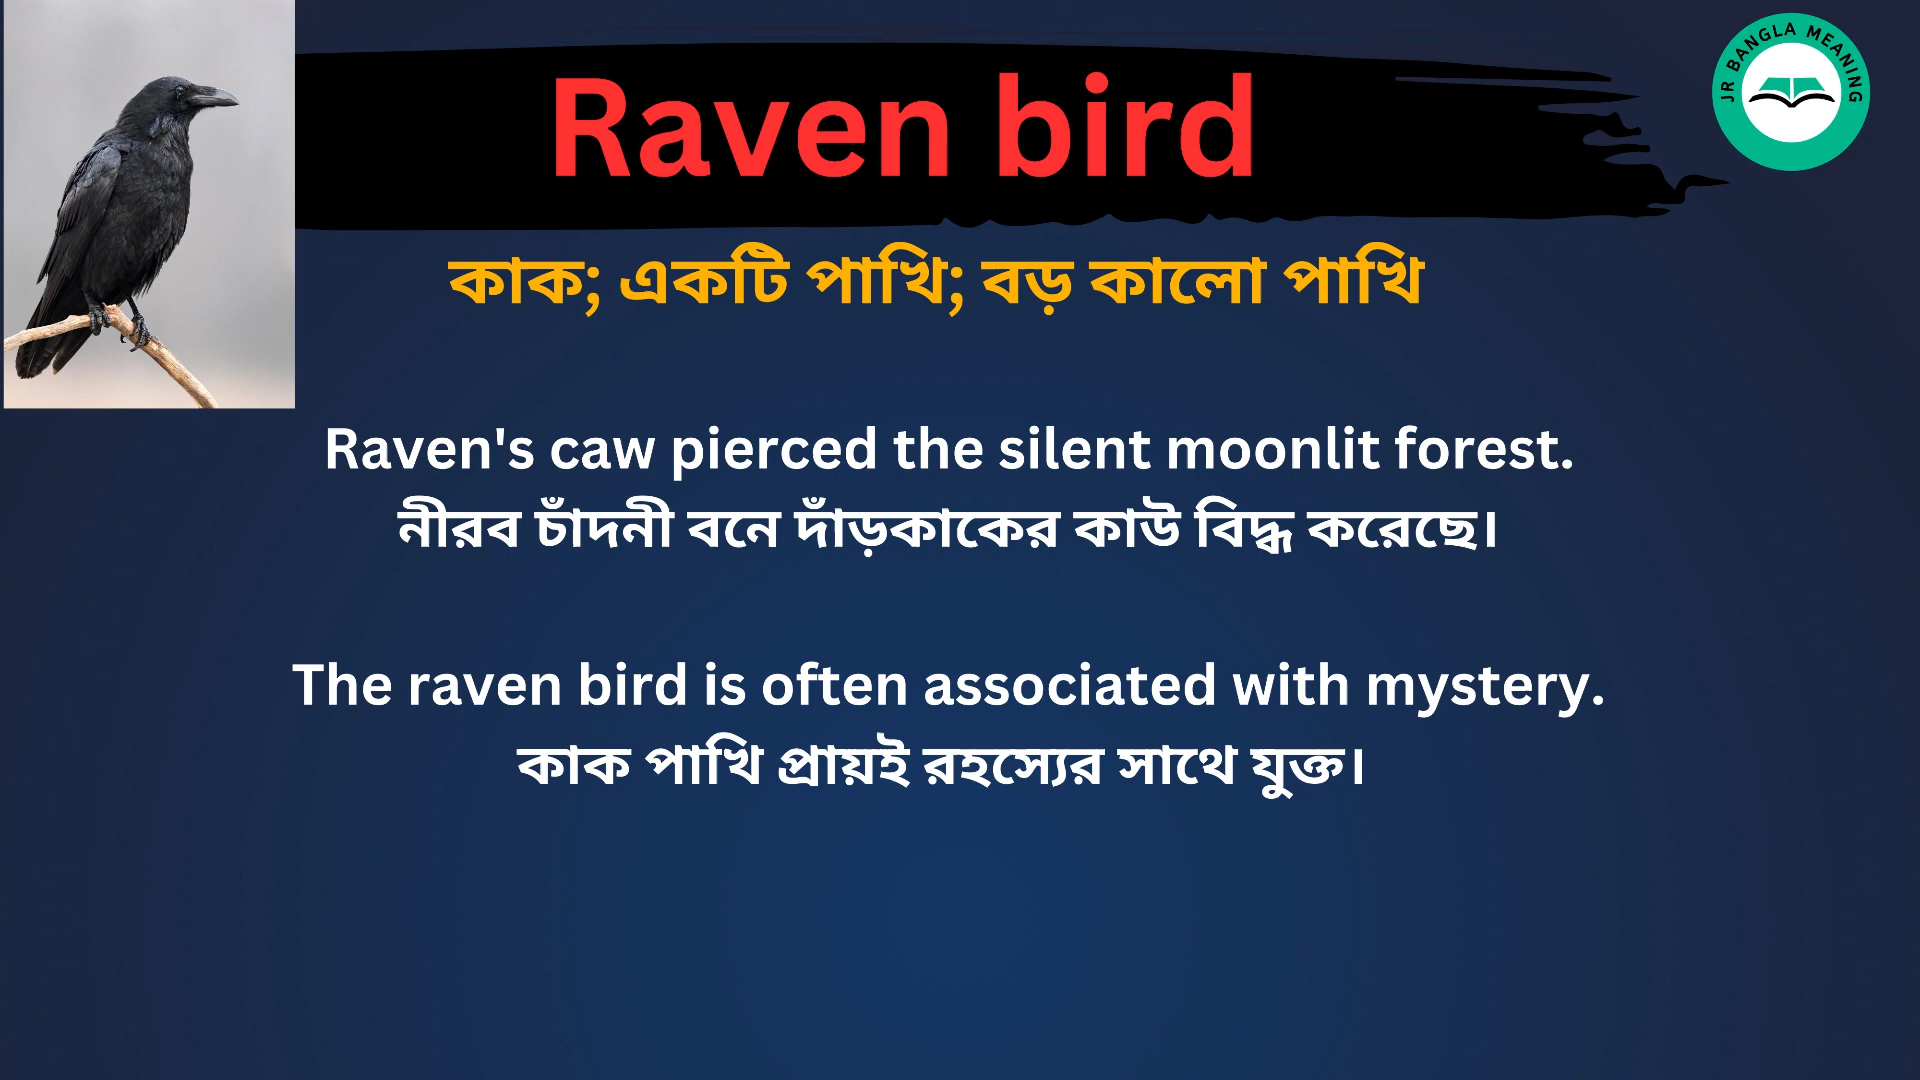 Raven bird
JR BANGLA MEANING
কাক; একটি পাখি; বড় কালো পাখি
Raven's caw pierced the silent moonlit forest.
নীরব চাঁদনী বনে দাঁড়কাকের কাউ বিদ্ধ করেছে।
The raven bird is often associated with mystery.
কাক পাখি প্রায়ই রহস্যের সাথে যুক্ত।